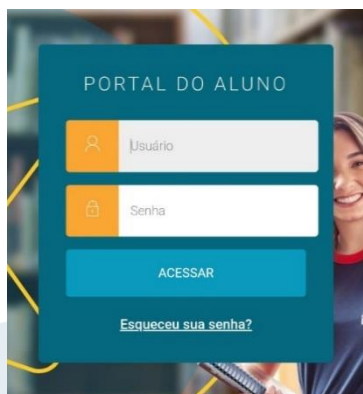 PORTAL DO ALUNO
Usuário
Senha
ACESSAR
Esqueceu sua senha?